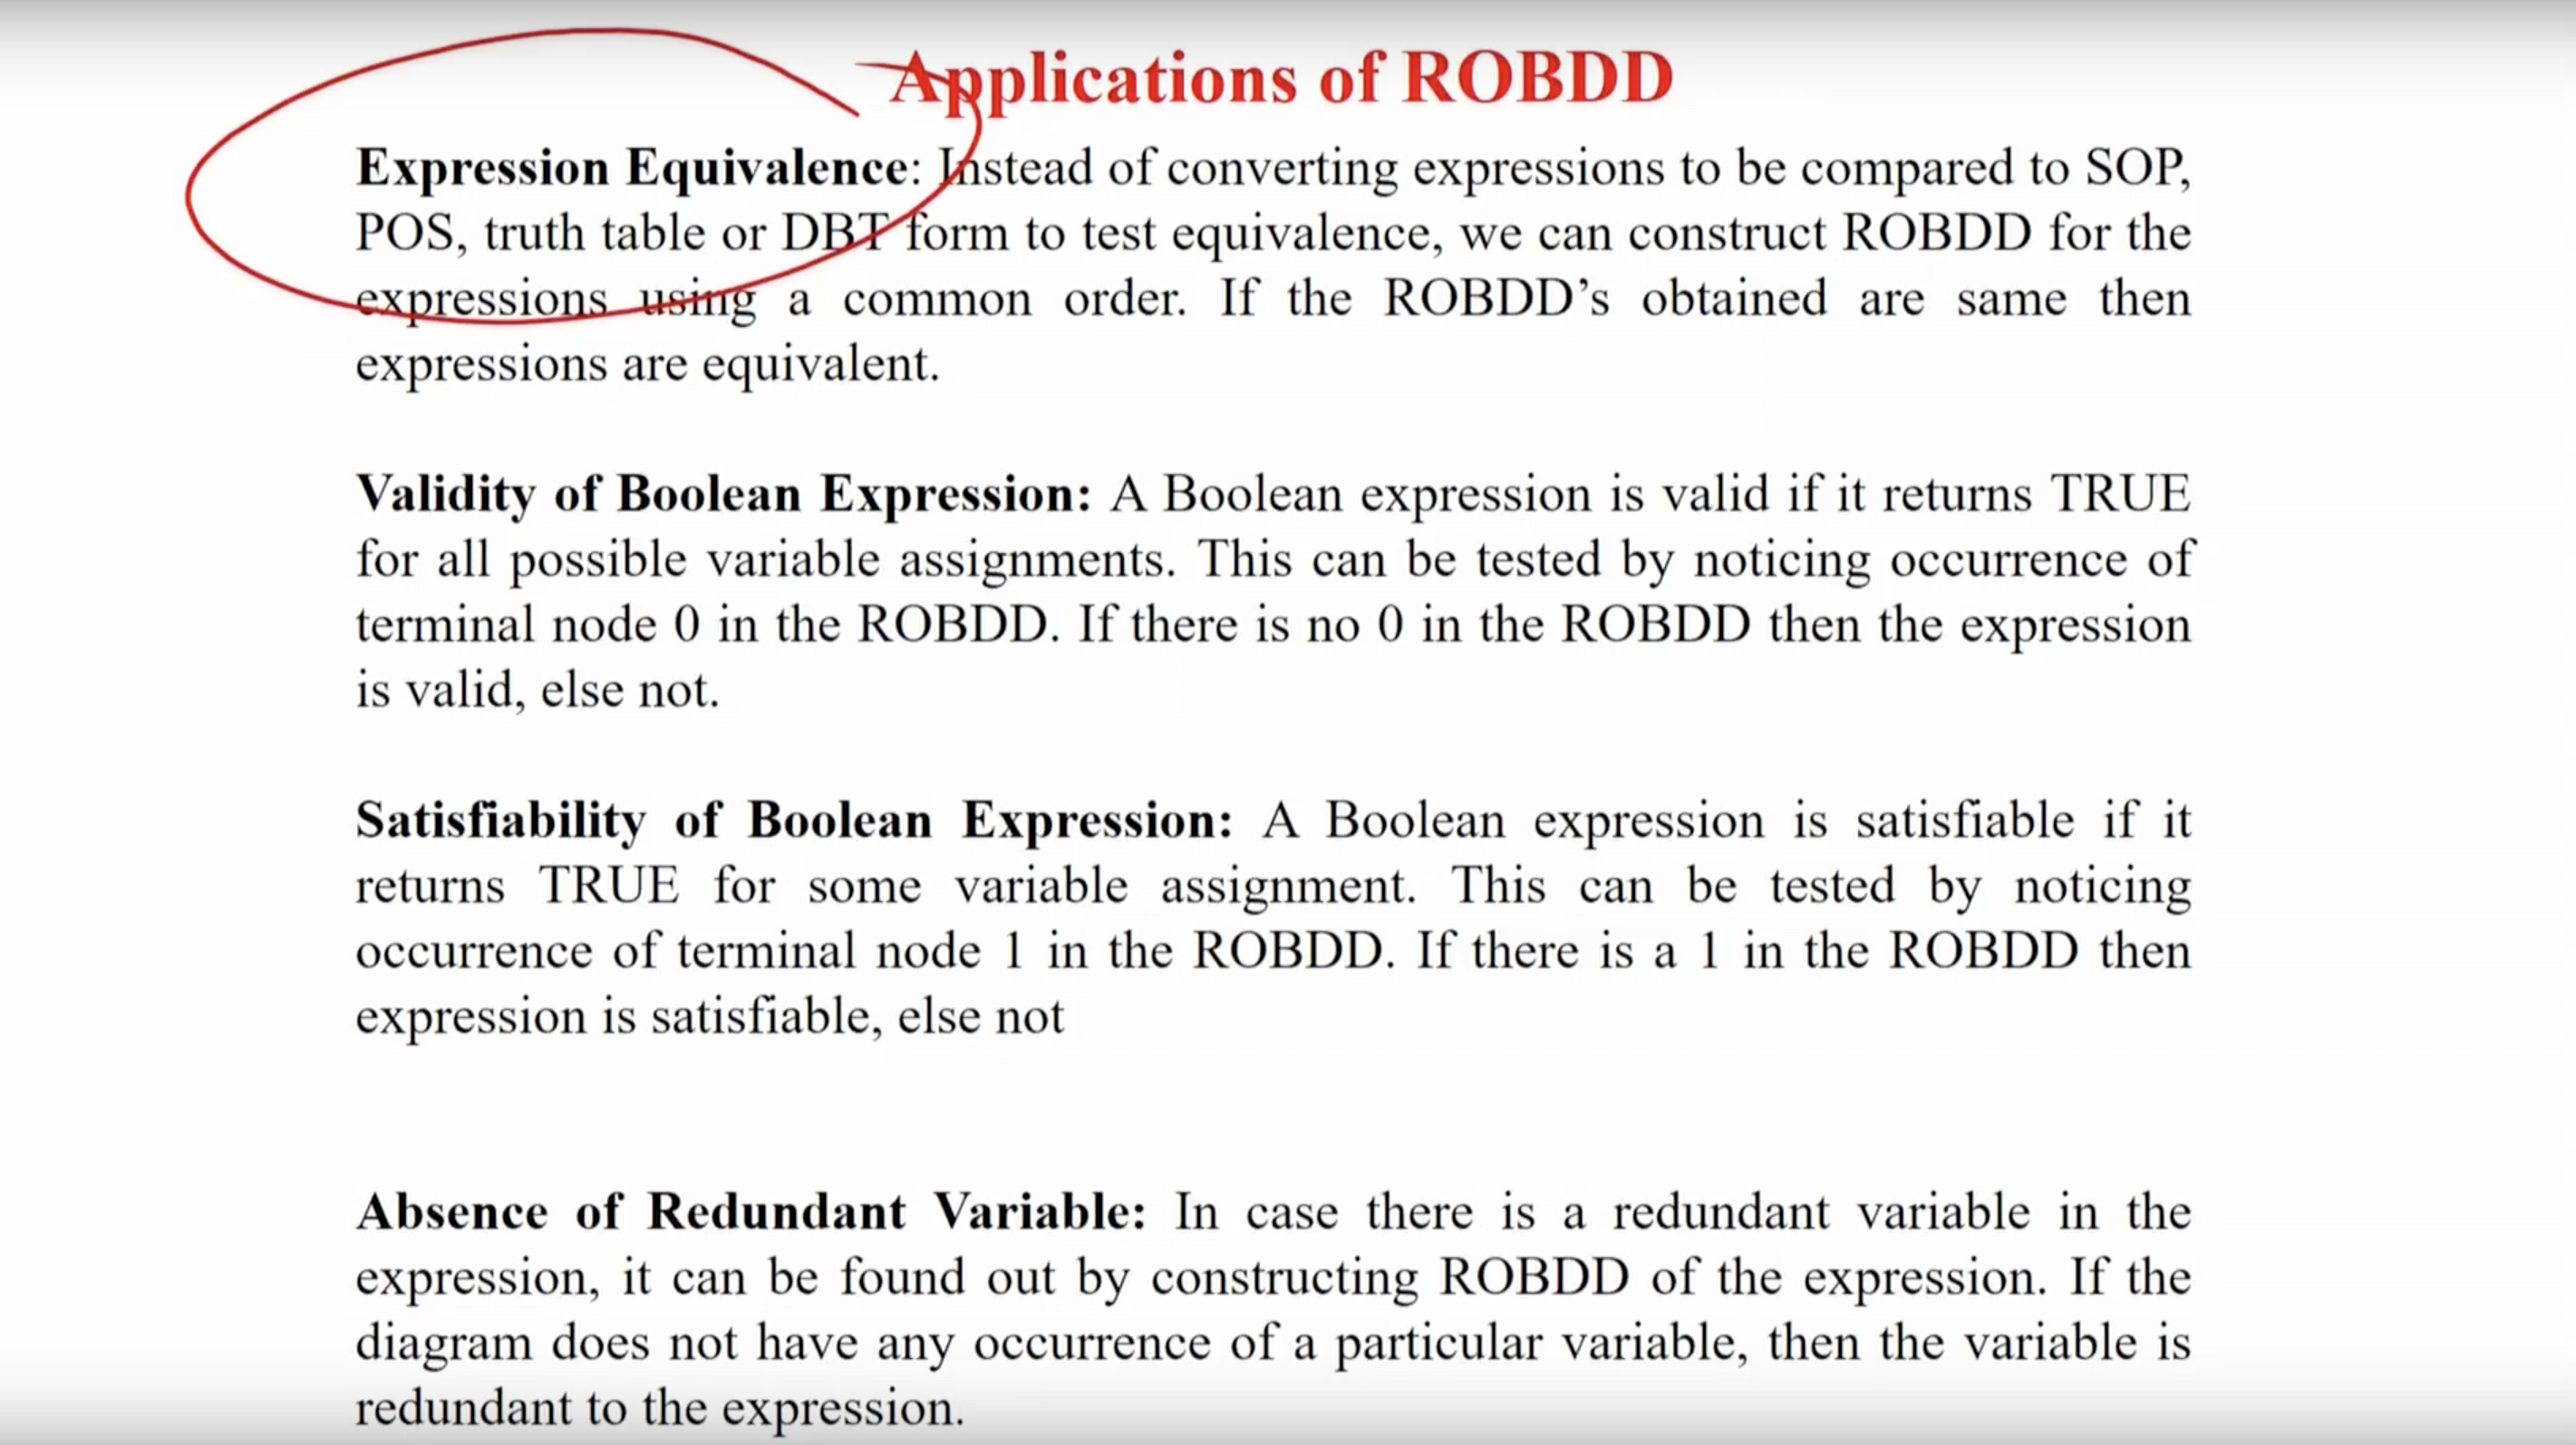 Applications of ROBDD
Expression Equivalence: Instead of converting expressions to be compared to SOP,
POS, truth table or DBT form to test equivalence, we can construct ROBDD for the
expressions using a common order. If the ROBDD’s obtained are same then
expressions are equivalent.
Validity of Boolean Expression: A Boolean expression is valid if it returns TRUE
for all possible variable assignments. This can be tested by noticing occurrence of
terminal node 0 in the ROBDD. If there is no 0 in the ROBDD then the expression
is valid, else not.
Satisfiability of Boolean Expression: A Boolean expression is satisfiable if it
returns TRUE for some variable assignment. This can be tested by noticing
occurrence of terminal node 1 in the ROBDD. If there is a 1 in the ROBDD then
expression is satisfiable, else not
Absence of Redundant Variable: In case there is a redundant variable in the
expression, it can be found out by constructing ROBDD of the expression. If the
diagram does not have any occurrence of a particular variable, then the variable is
redundant to the expression.